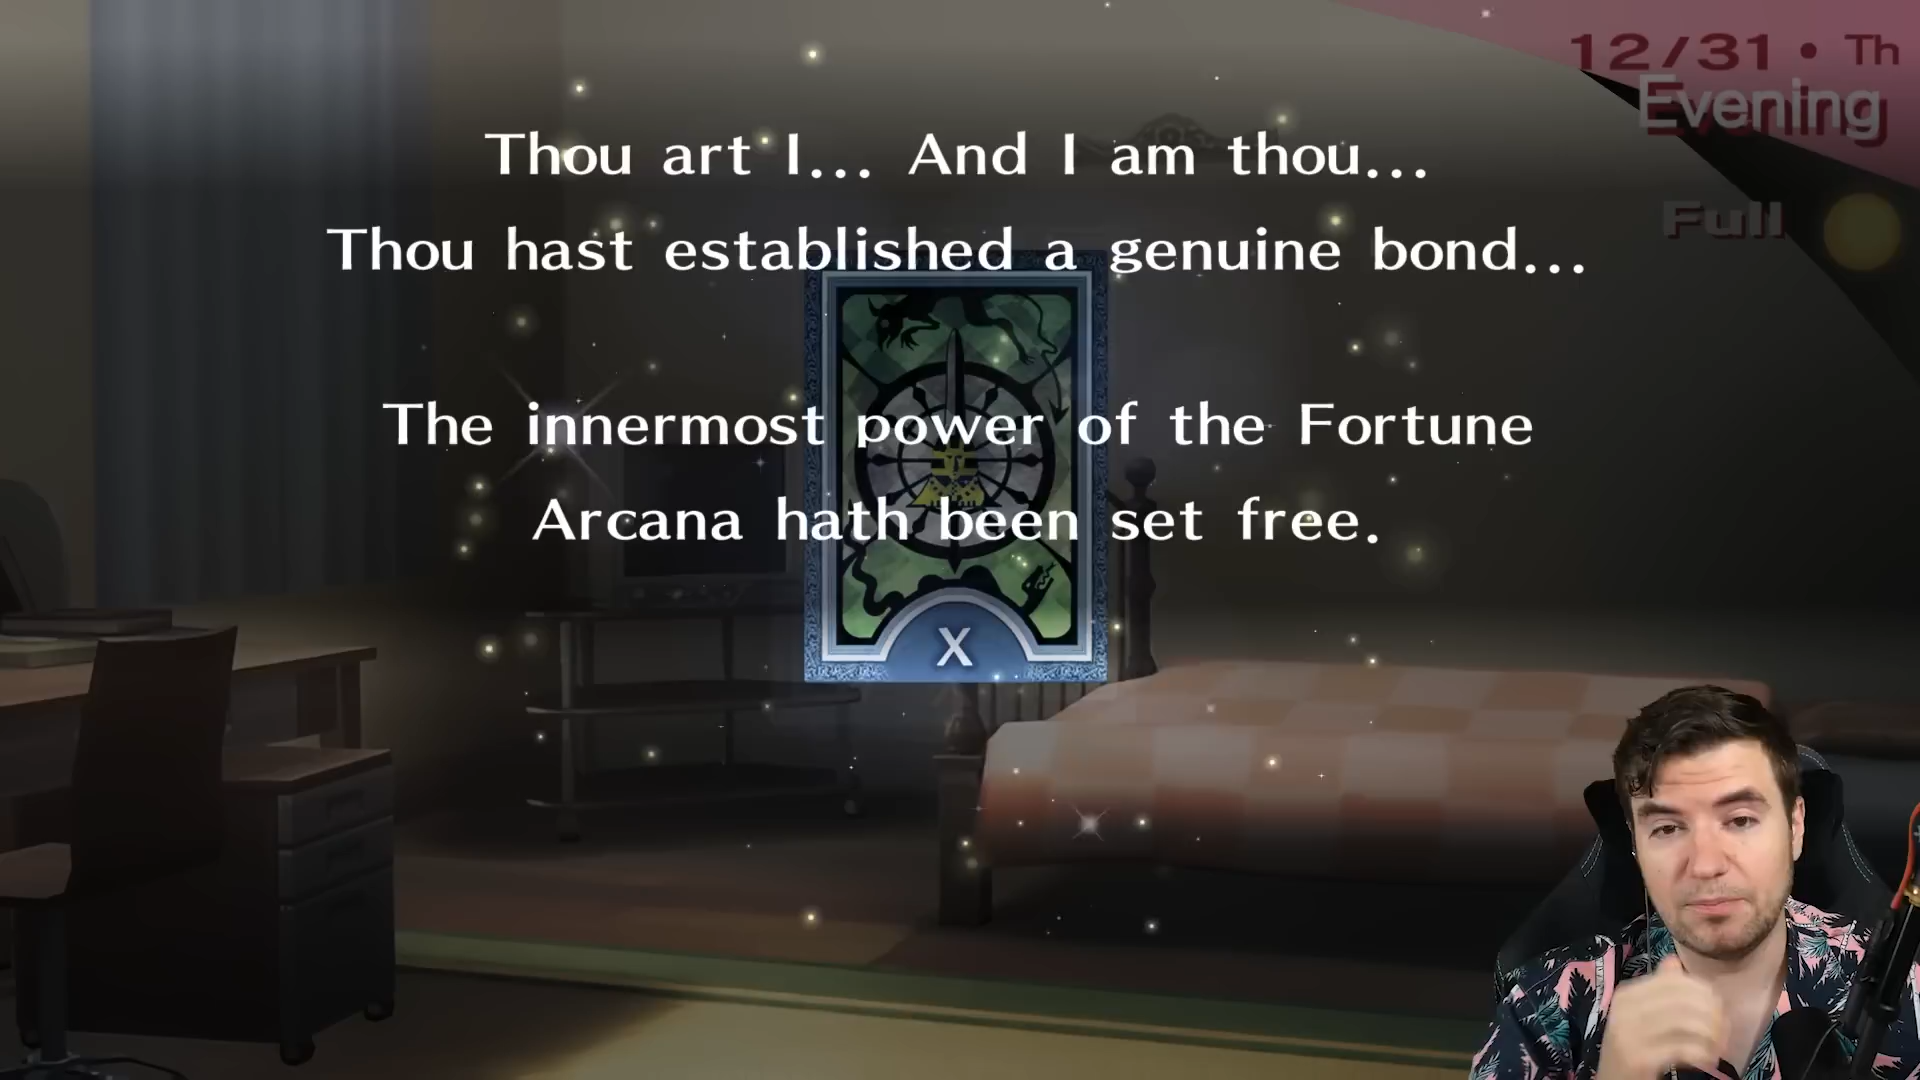 12/31 • Th
Evening
Full
Thou art I... And I am thou...
Thou hast established a genuine bond...
The innermost power of the Fortune
Arcana hath been set free.
X